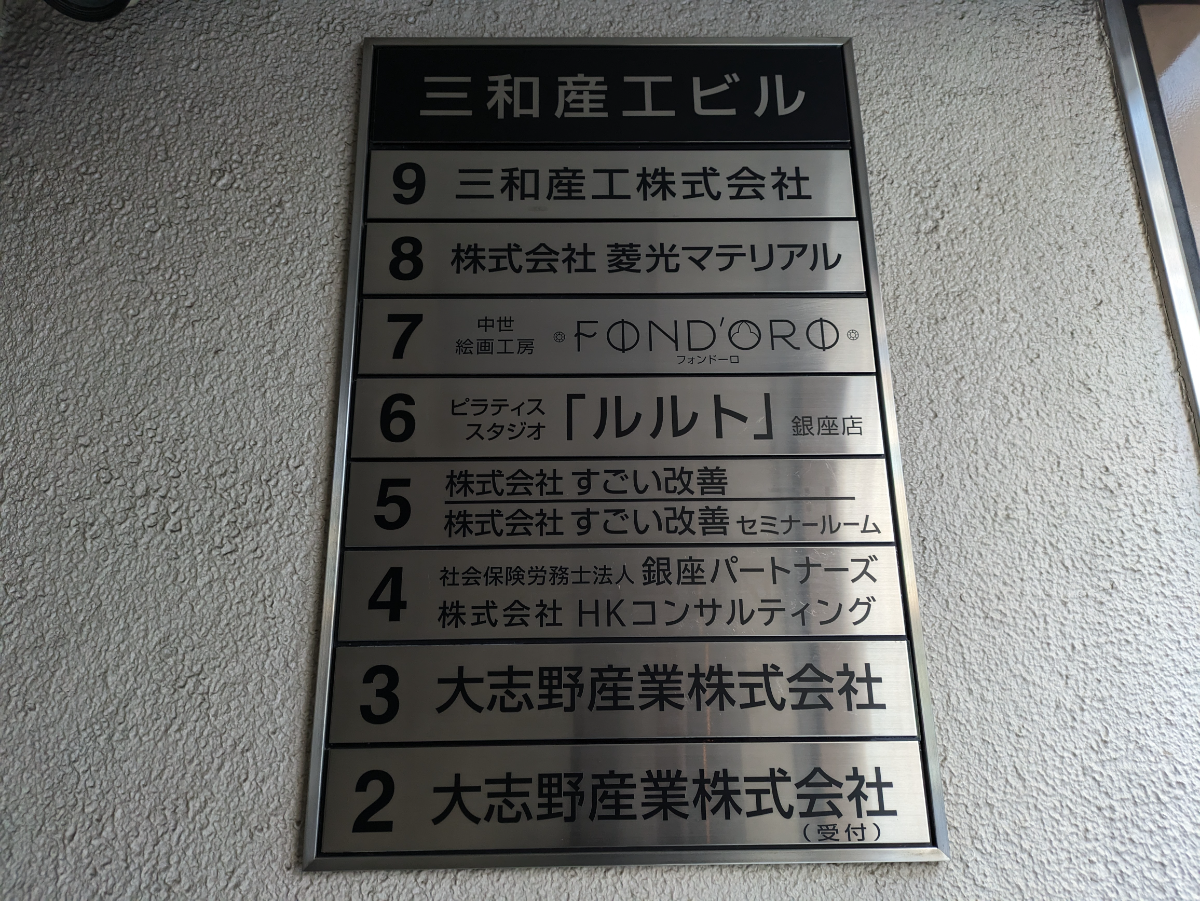 三和産工ビル
9 三和産工株式会社
8 株式会社 菱光マテリアル
7 中世
絵画工房
FOND'ORO
フォンドーロ
6 ピラティス
スタジオ
「ルルト」 銀座店
5 株式会社 すごい改善
株式会社 すごい改善 セミナールーム
4 社会保険労務士法人 銀座パートナーズ
株式会社 HKコンサルティング
3 大志野産業株式会社
2 大志野産業株式会社
（受付）